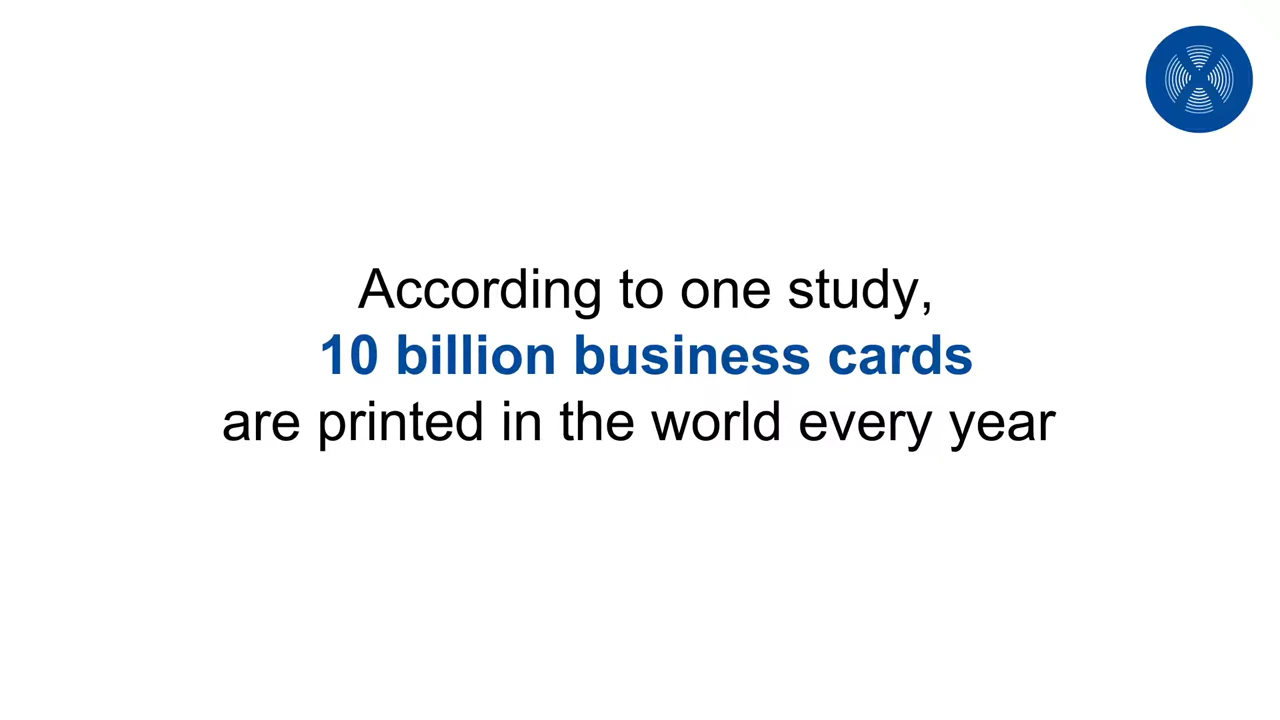 According to one study,
10 billion business cards
are printed in the world every year